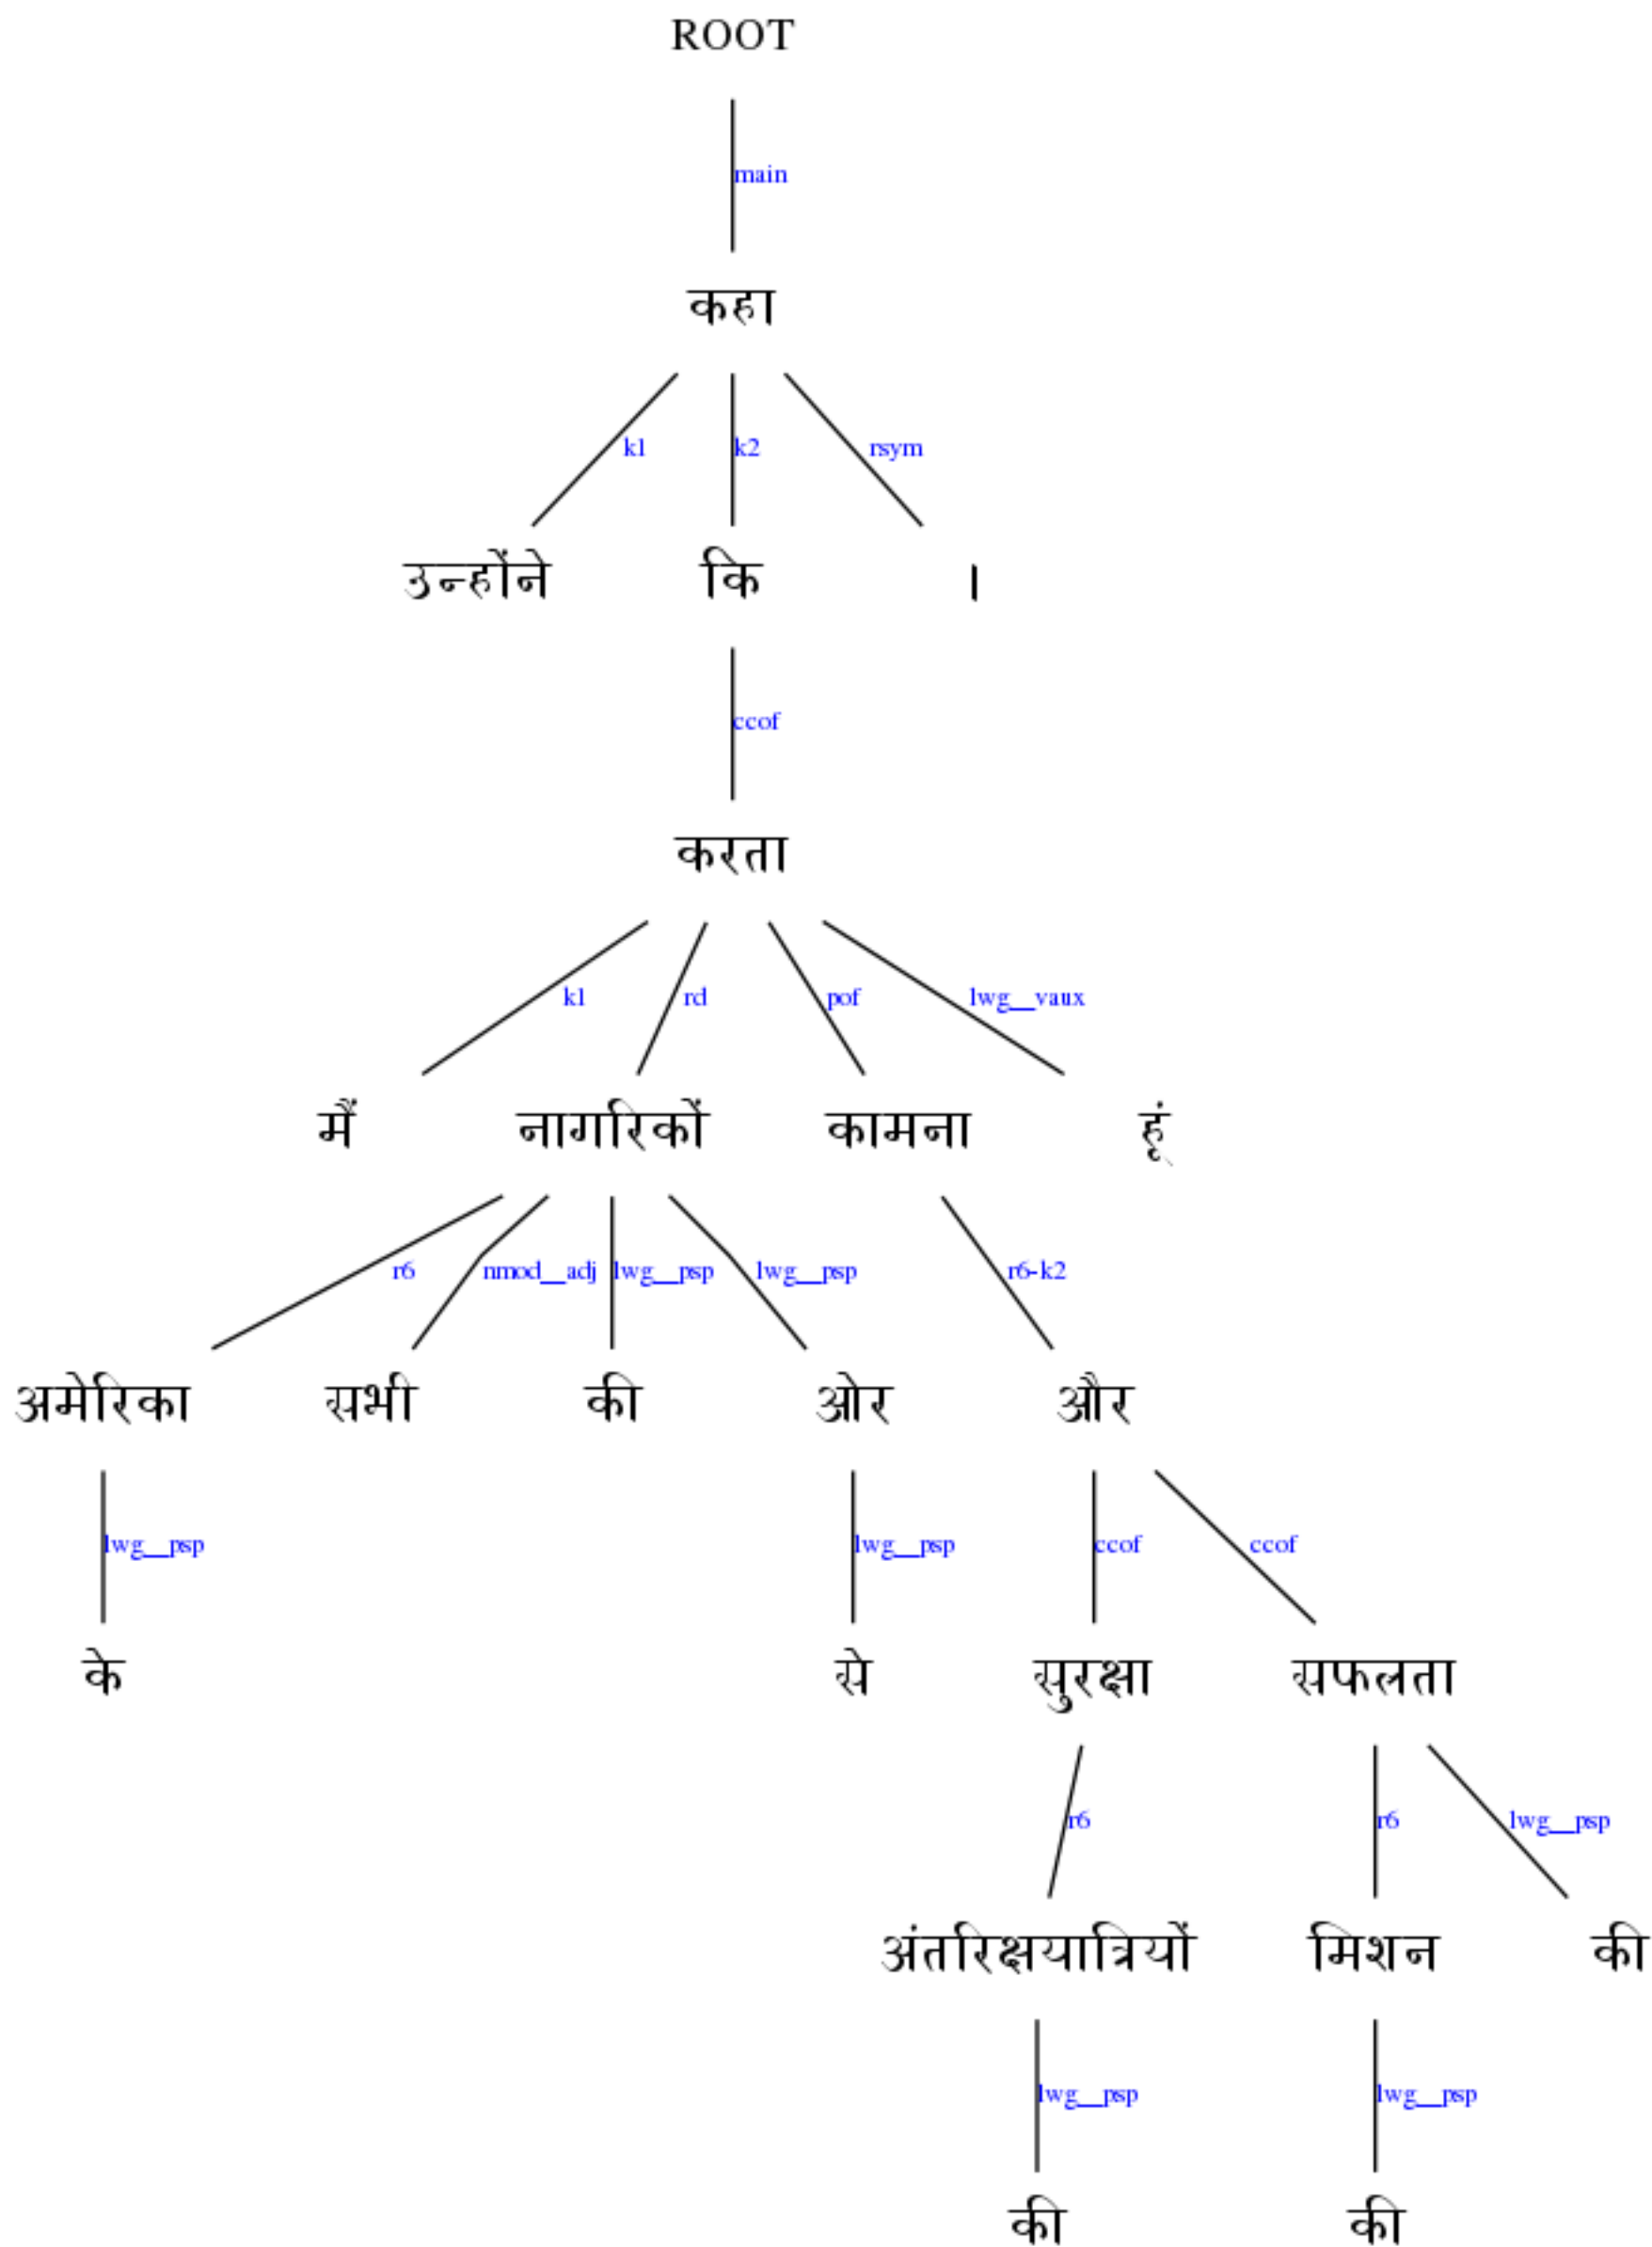 ROOT
main
कहा
k1 k2 rsym
उन्होंने कि ।
ccof
करता
k1 rd pof lwg__vaux
मैं नागरिकों कामना हूं
r6 nmod__adj lwg__psp lwg__psp r6-k2
अमेरिका सभी की ओर और
lwg__psp lwg__psp ccof ccof
के से सुरक्षा सफलता
r6 r6 lwg__psp
अंतरिक्षयात्रियों मिशन की
lwg__psp lwg__psp
की की